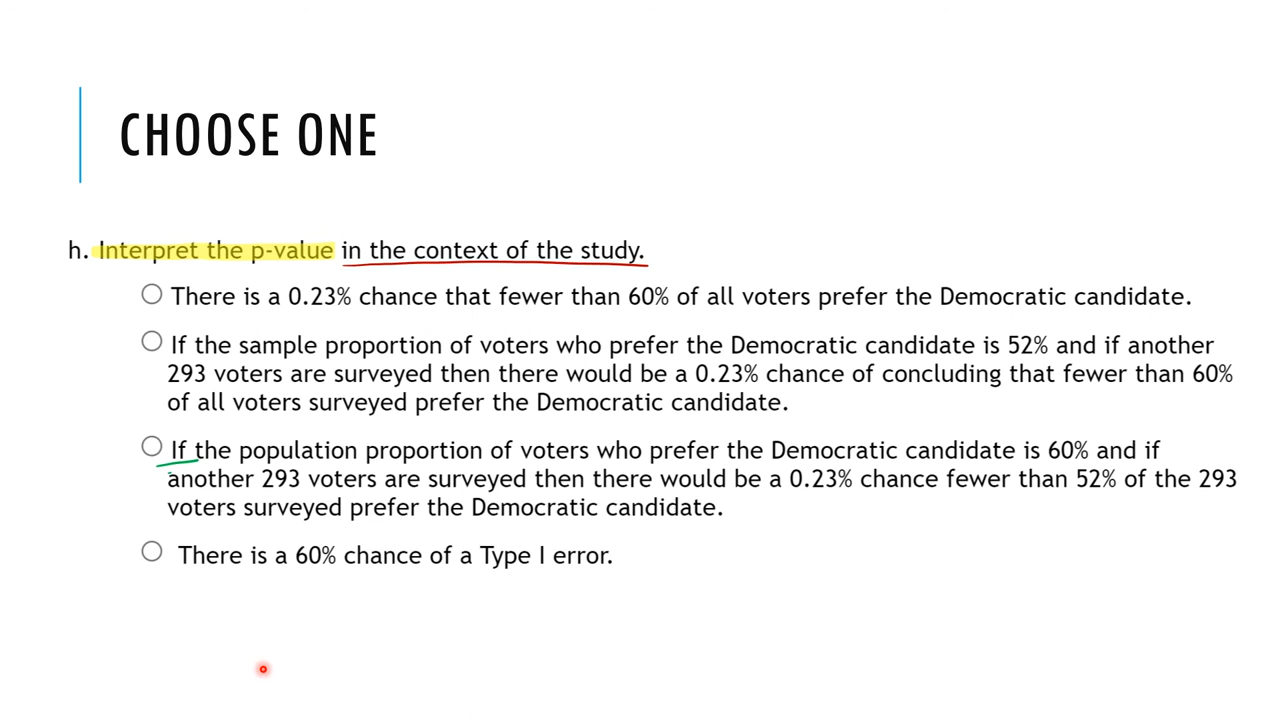 CHOOSE ONE
h. Interpret the p-value in the context of the study.
There is a 0.23% chance that fewer than 60% of all voters prefer the Democratic candidate.
If the sample proportion of voters who prefer the Democratic candidate is 52% and if another
293 voters are surveyed then there would be a 0.23% chance of concluding that fewer than 60%
of all voters surveyed prefer the Democratic candidate.
If the population proportion of voters who prefer the Democratic candidate is 60% and if
another 293 voters are surveyed then there would be a 0.23% chance fewer than 52% of the 293
voters surveyed prefer the Democratic candidate.
There is a 60% chance of a Type I error.